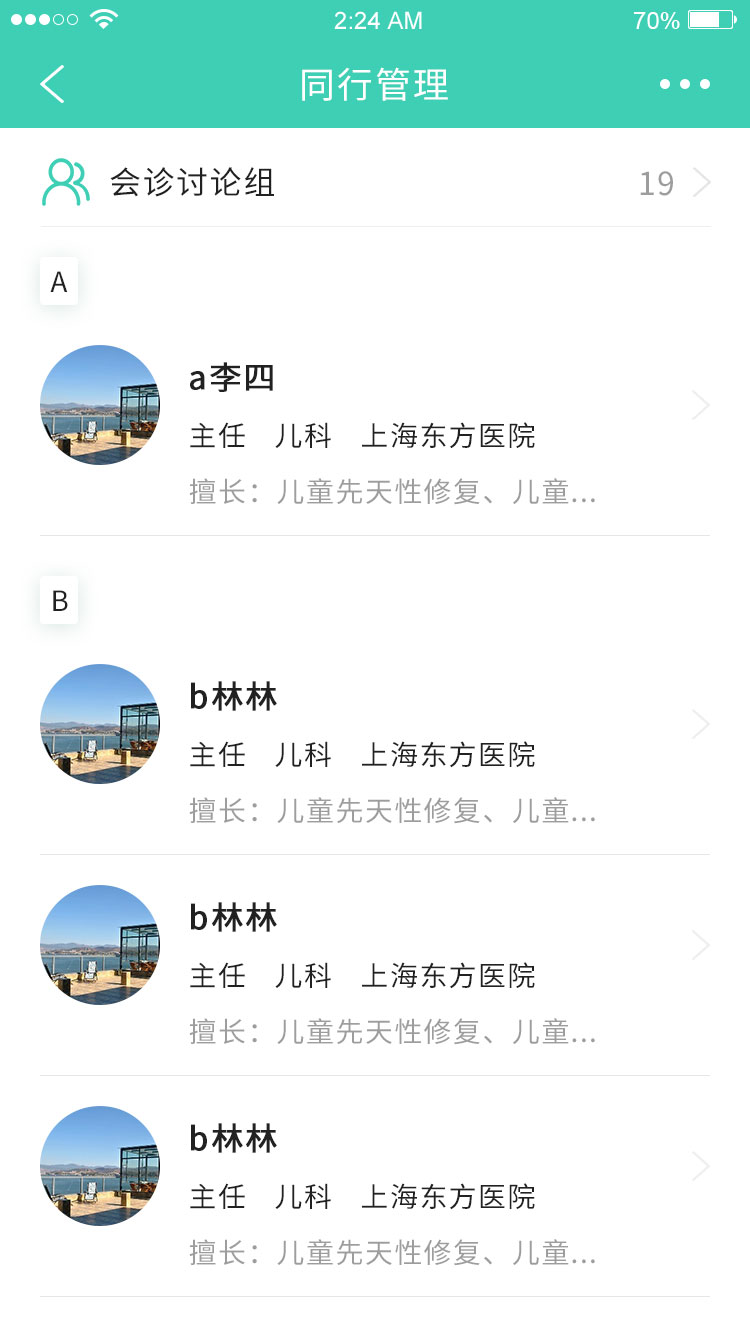 2:24 AM 70%
同行管理
会诊讨论组 19
A
a李四
主任 儿科 上海东方医院
擅长：儿童先天性修复、儿童...
B
b林林
主任 儿科 上海东方医院
擅长：儿童先天性修复、儿童...
b林林
主任 儿科 上海东方医院
擅长：儿童先天性修复、儿童...
b林林
主任 儿科 上海东方医院
擅长：儿童先天性修复、儿童...